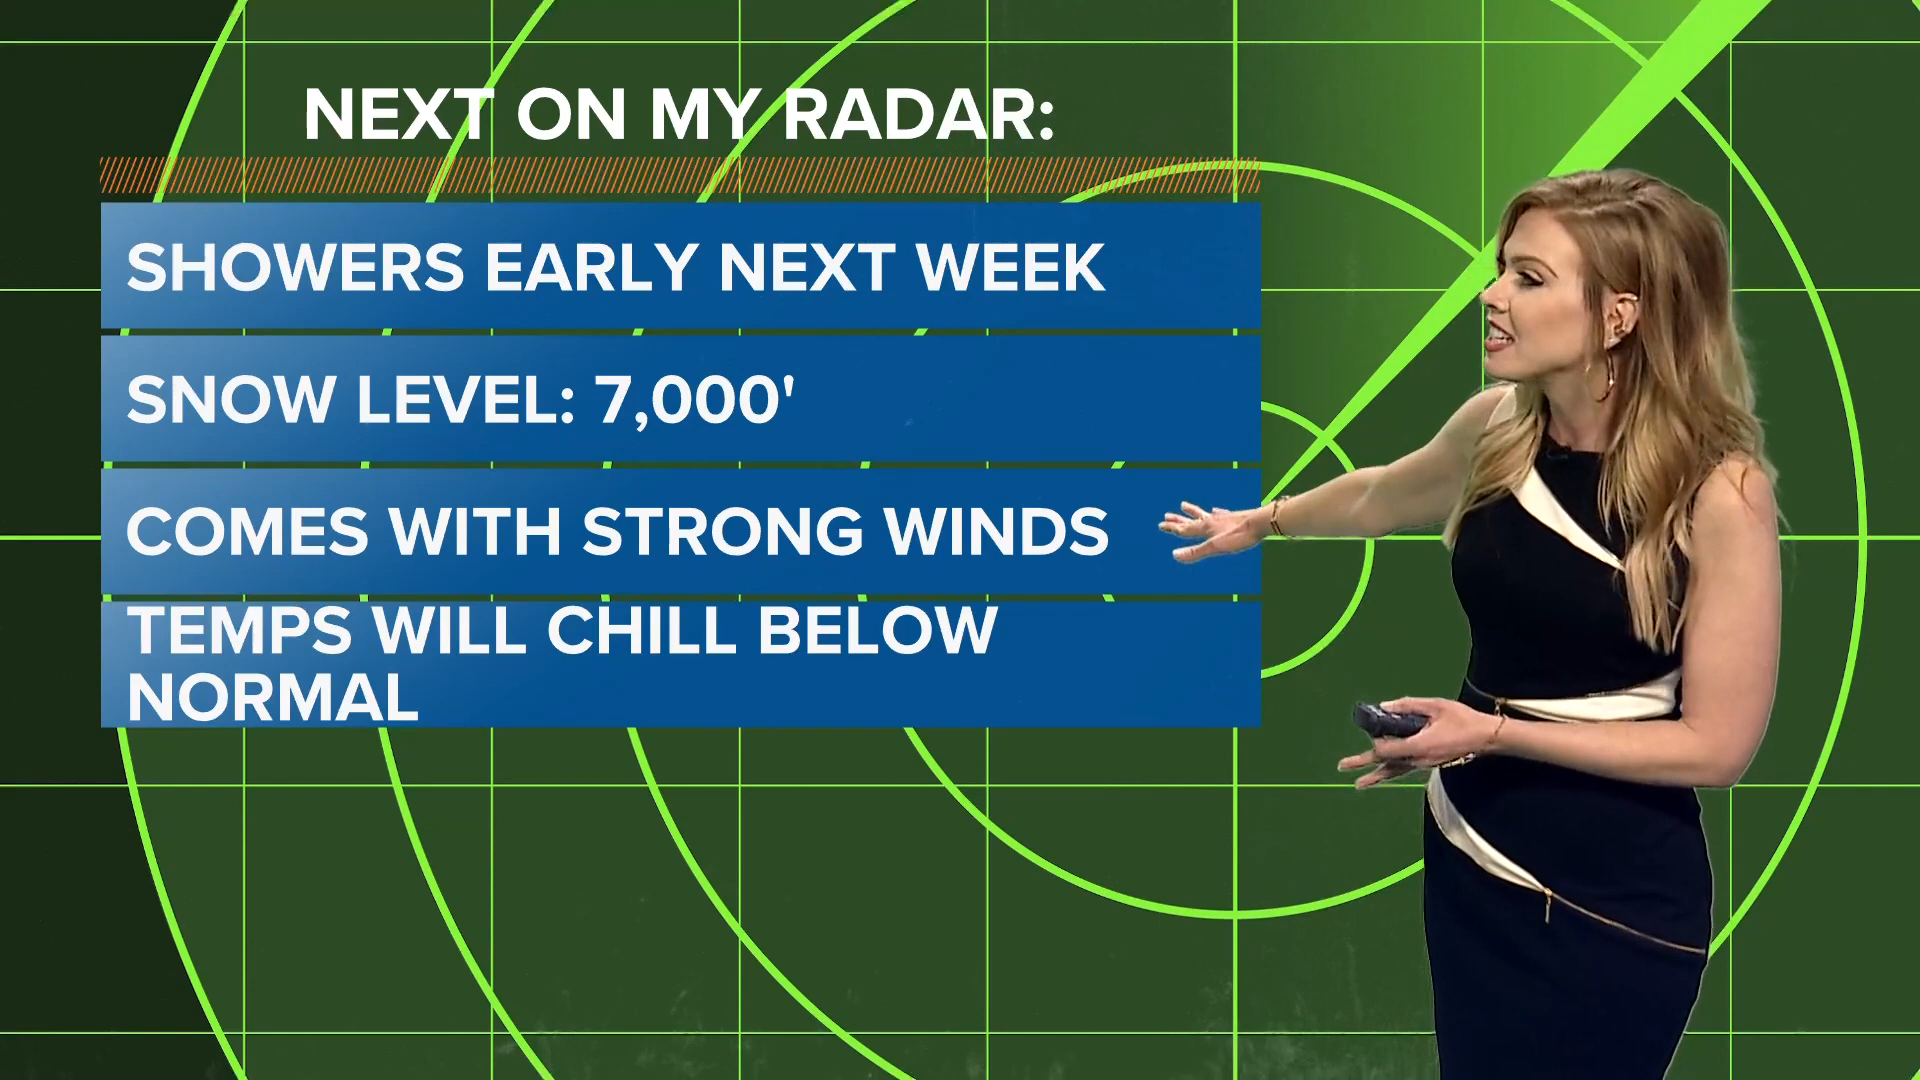 NEXT ON MY RADAR:
SHOWERS EARLY NEXT WEEK
SNOW LEVEL: 7,000'
COMES WITH STRONG WINDS
TEMPS WILL CHILL BELOW
NORMAL